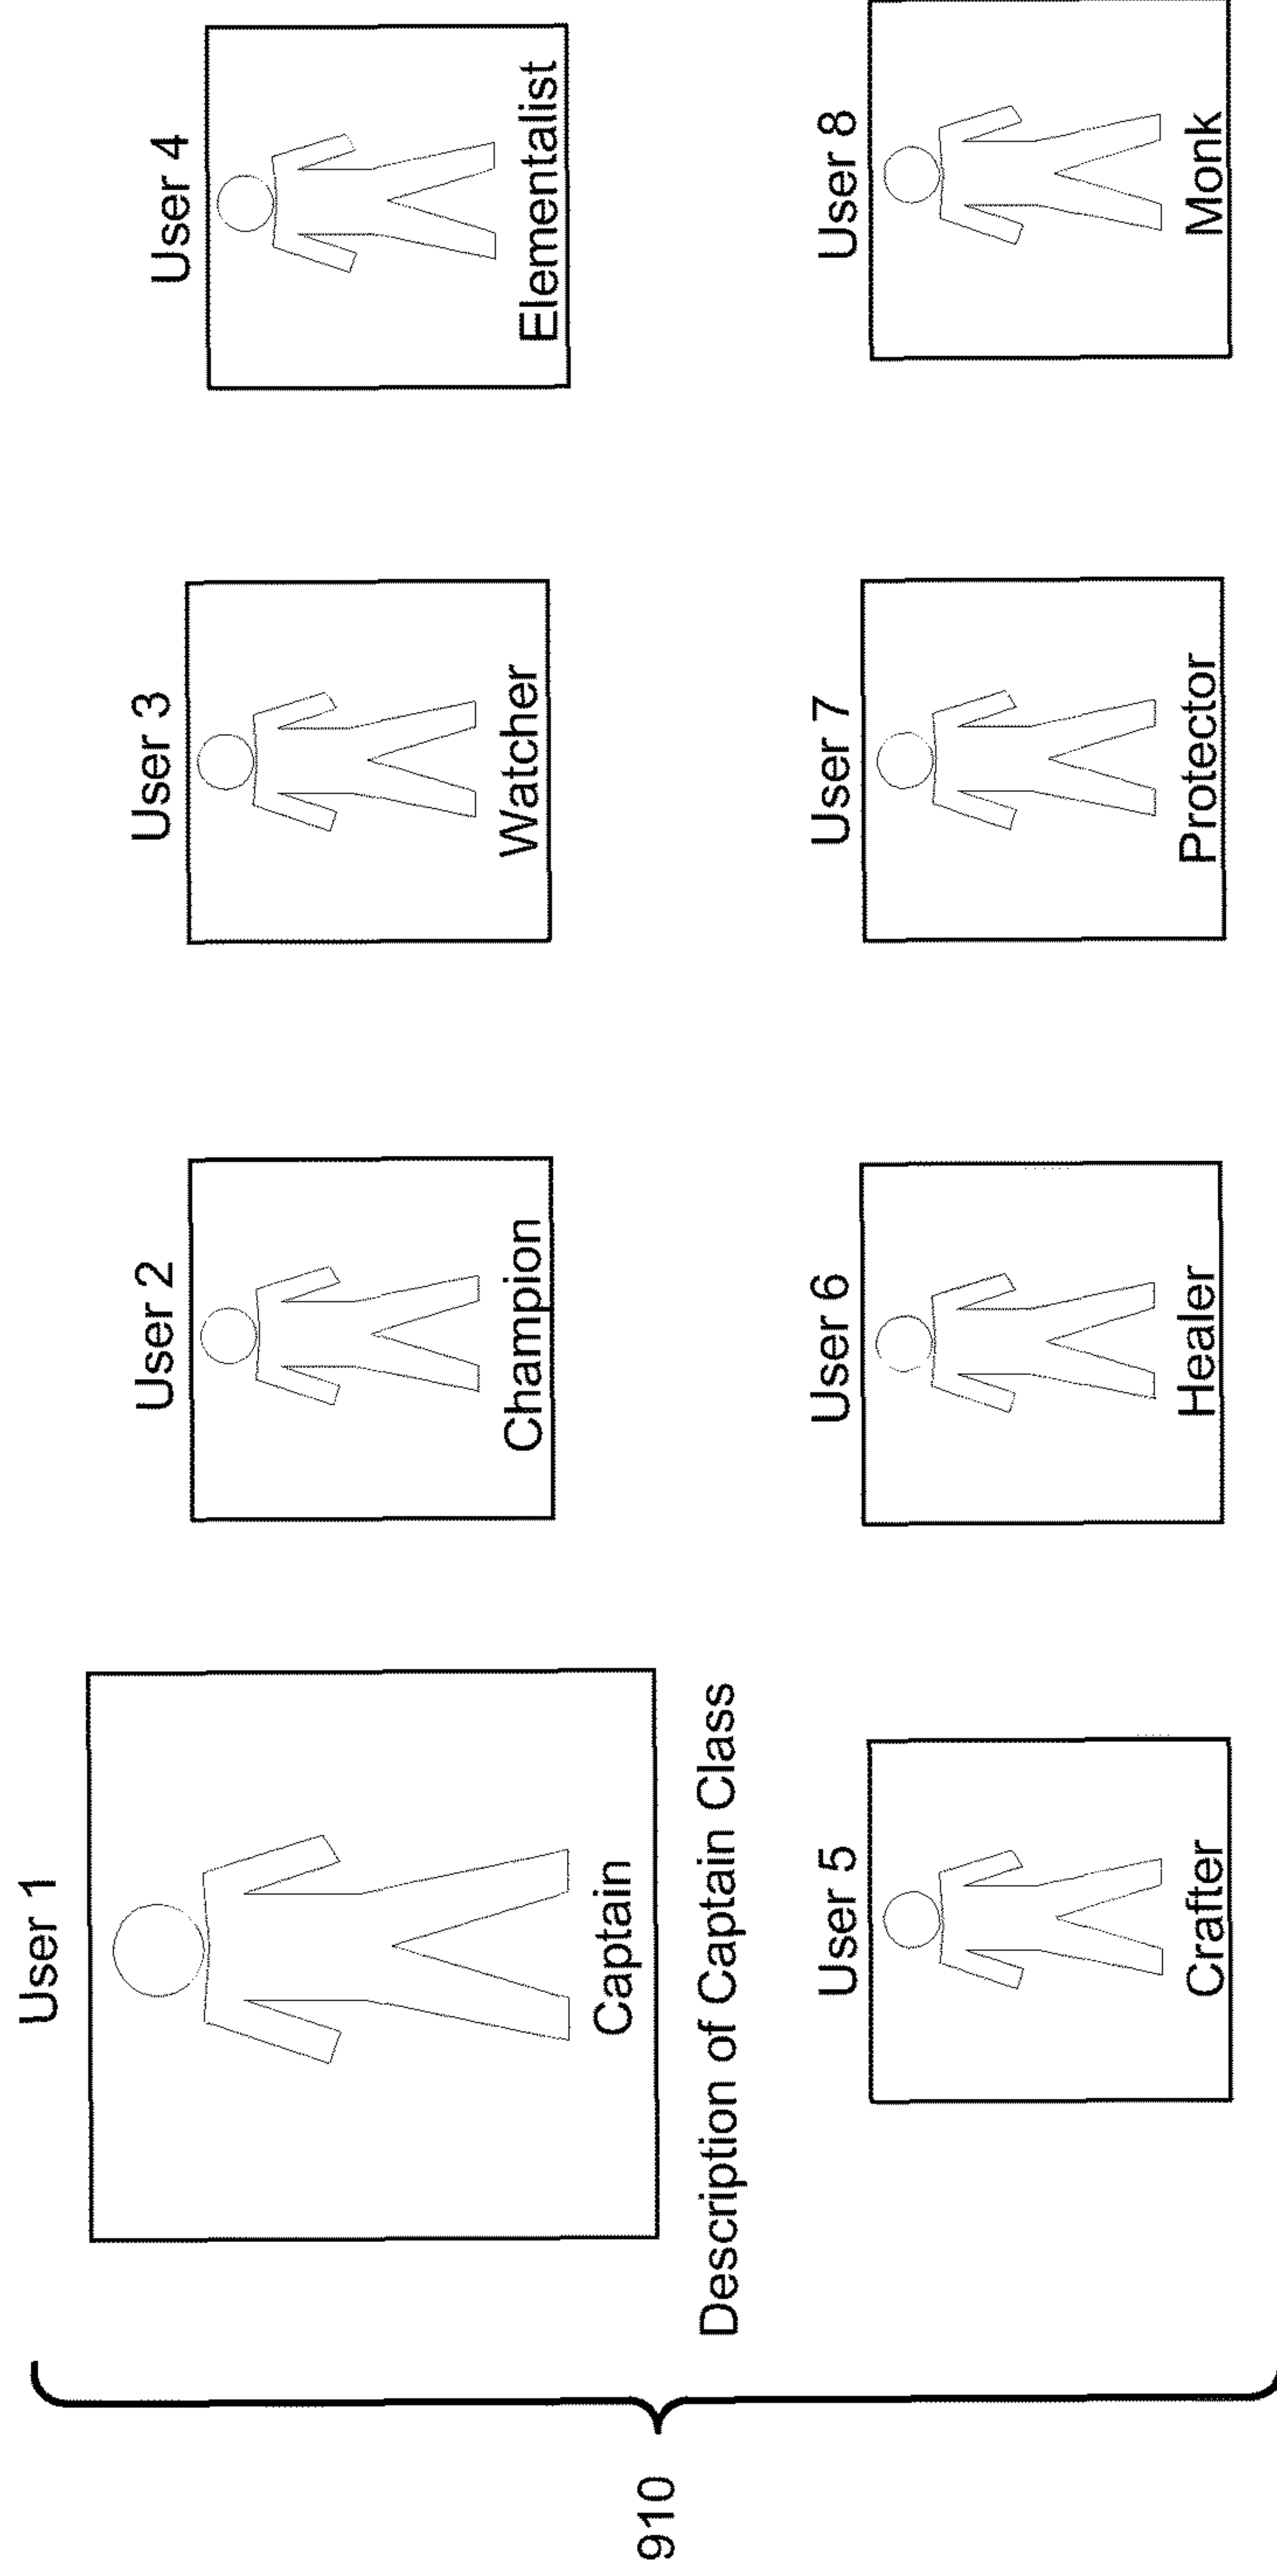 User 1
User 2
User 3
User 4
Captain
Champion
Watcher
Elementalist
Description of Captain Class
User 5
User 6
User 7
User 8
Crafter
Healer
Protector
Monk
910